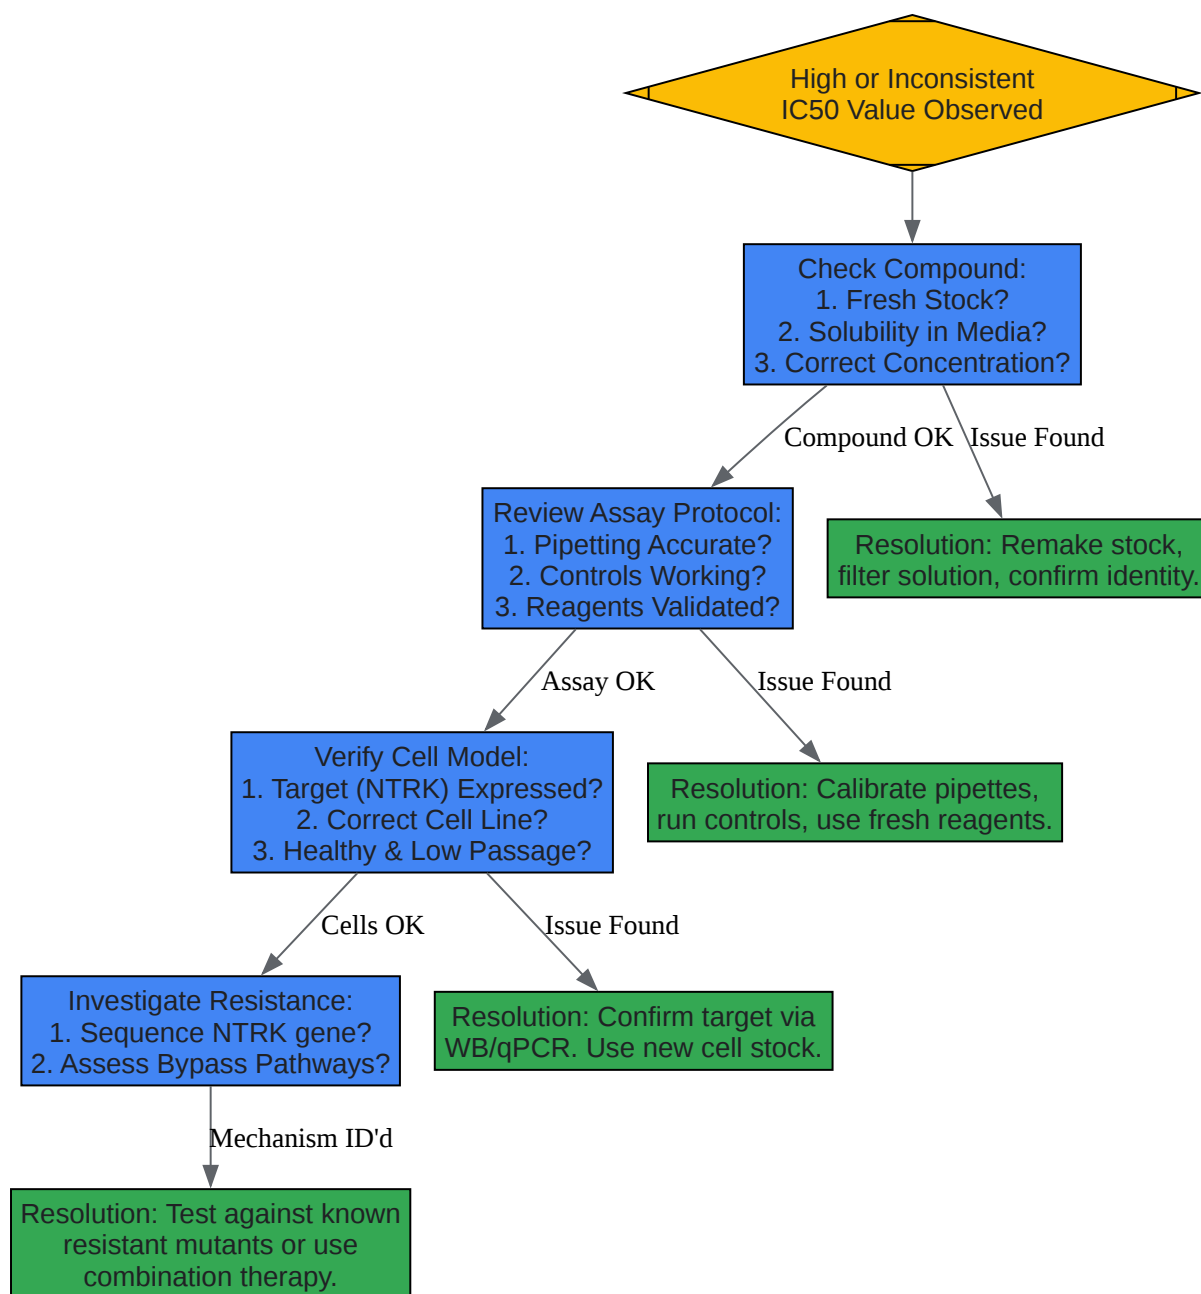 High or Inconsistent
IC50 Value Observed
Check Compound:
1. Fresh Stock?
2. Solubility in Media?
3. Correct Concentration?
Compound OK
Issue Found
Review Assay Protocol:
1. Pipetting Accurate?
2. Controls Working?
3. Reagents Validated?
Resolution: Remake stock,
filter solution, confirm identity.
Assay OK
Issue Found
Verify Cell Model:
1. Target (NTRK) Expressed?
2. Correct Cell Line?
3. Healthy & Low Passage?
Resolution: Calibrate pipettes,
run controls, use fresh reagents.
Cells OK
Issue Found
Investigate Resistance:
1. Sequence NTRK gene?
2. Assess Bypass Pathways?
Resolution: Confirm target via
WB/qPCR. Use new cell stock.
Mechanism ID'd
Resolution: Test against known
resistant mutants or use
combination therapy.